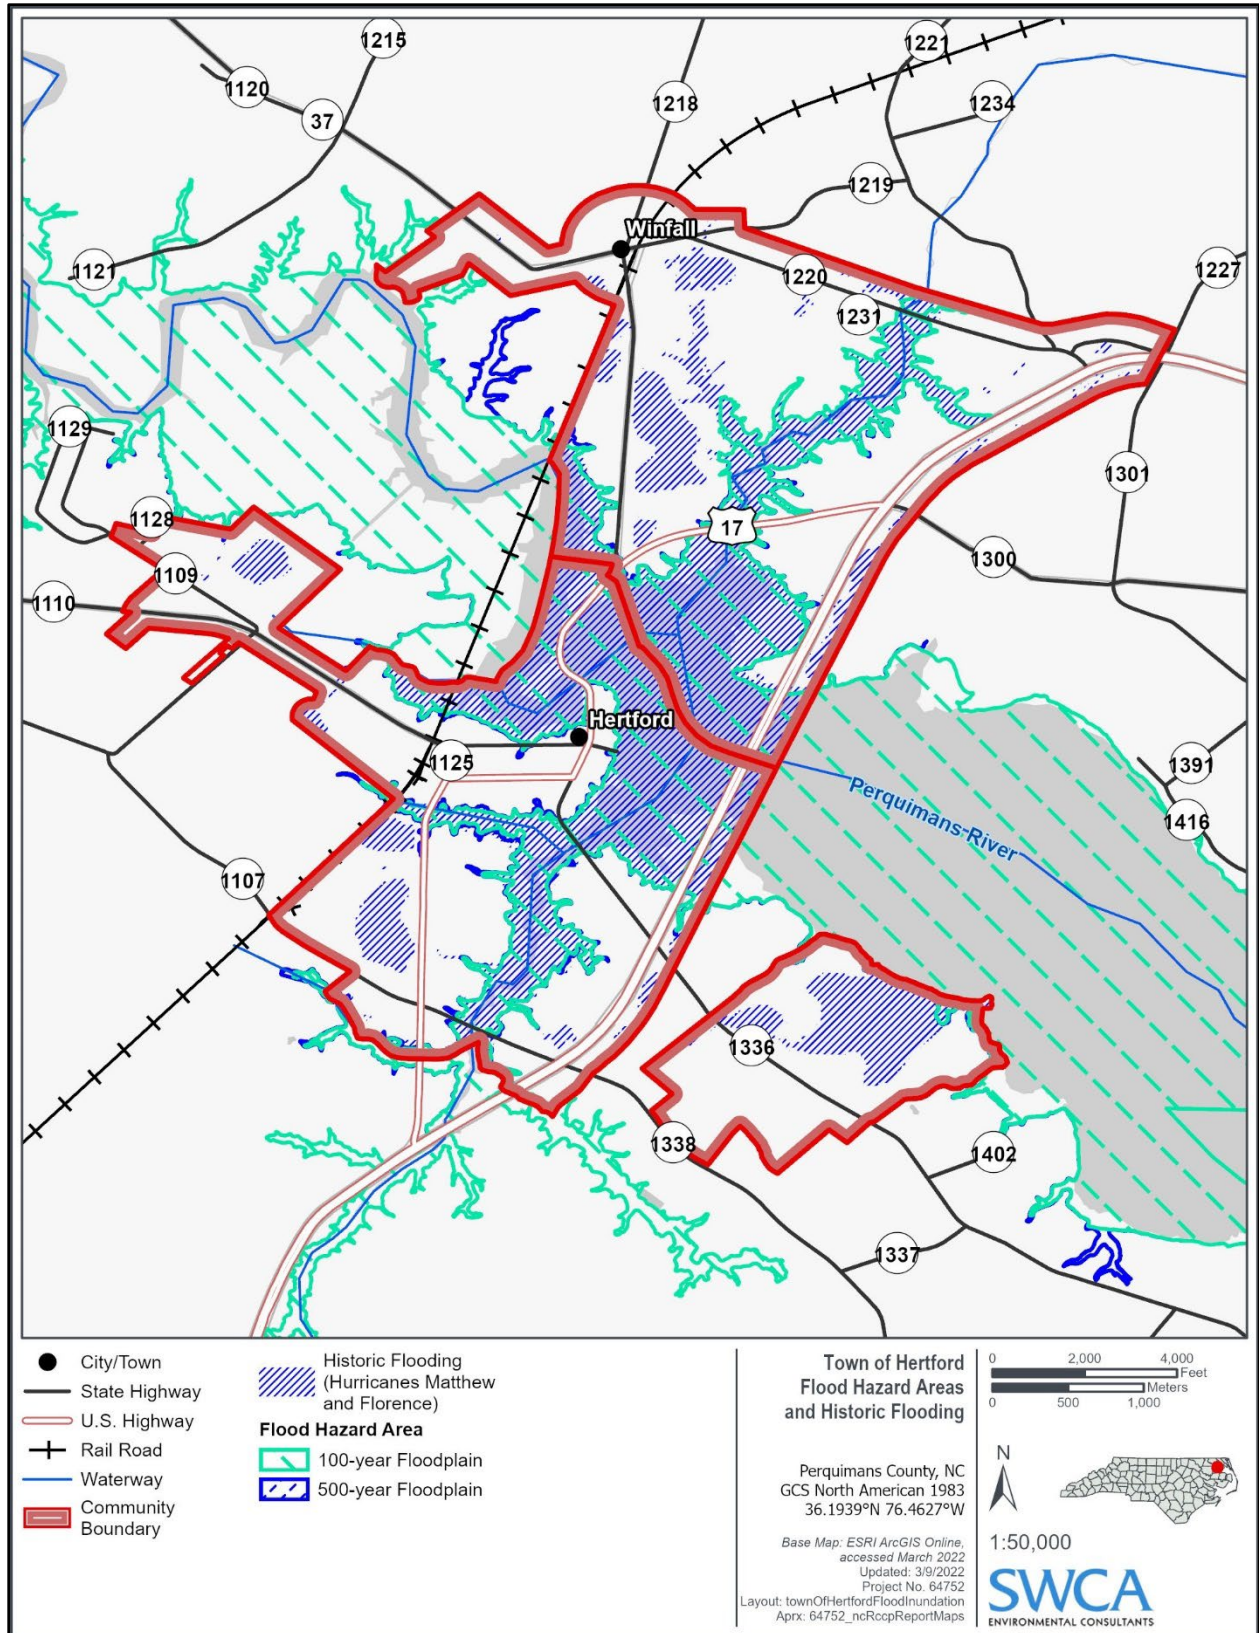 1215
1221
1120
37
1218
1234
1219
Winfall
1121
1220
1227
1231
1129
1301
1128
17
1109
1300
1110
Hertford
1125
1391
Perquimans River
1416
1107
1336
1338
1402
1337
City/Town
State Highway
U.S. Highway
Rail Road
Waterway
Community
Boundary
Historic Flooding
(Hurricanes Matthew
and Florence)
Flood Hazard Area
100-year Floodplain
500-year Floodplain
Town of Hertford
Flood Hazard Areas
and Historic Flooding
Perquimans County, NC
GCS North American 1983
36.1939°N 76.4627°W
Base Map: ESRI ArcGIS Online,
accessed March 2022
Updated: 3/9/2022
Project No. 64752
Layout: townOfHertfordFloodInundation
Aprx: 64752_ncRccpReportMaps
0 2,000 4,000
Feet
Meters
0 500 1,000
N
1:50,000
SWCA
ENVIRONMENTAL CONSULTANTS